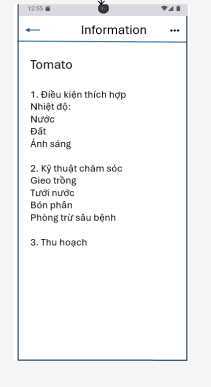 12:55
Information
Tomato
1. Điều kiện thích hợp
Nhiệt độ:
Nước
Đất
Ánh sáng
2. Kỹ thuật chăm sóc
Gieo trồng
Tưới nước
Bón phân
Phòng trừ sâu bệnh
3. Thu hoạch